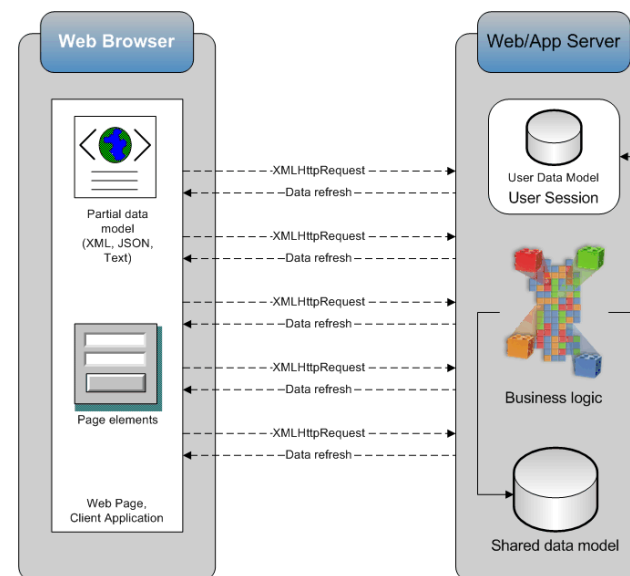 Web Browser
Web/App Server
Partial data
model
(XML, JSON,
Text)
Page elements
Web Page,
Client Application
XMLHttpRequest
Data refresh
XMLHttpRequest
Data refresh
XMLHttpRequest
Data refresh
XMLHttpRequest
Data refresh
XMLHttpRequest
Data refresh
User Data Model
User Session
Business logic
Shared data model